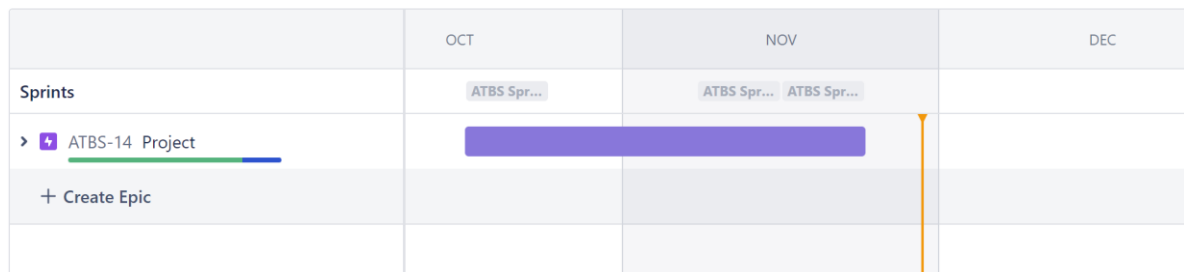 OCT NOV DEC
Sprints ATBS Spr... ATBS Spr... ATBS Spr...
ATBS-14 Project
+ Create Epic